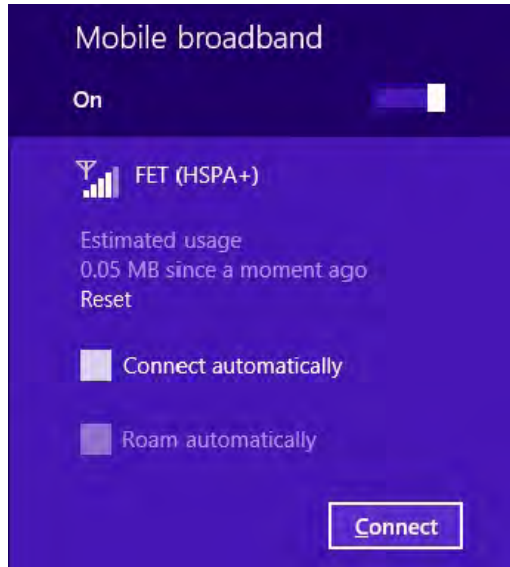 Mobile broadband
On
FET (HSPA+)
Estimated usage
0.05 MB since a moment ago
Reset
Connect automatically
Roam automatically
Connect